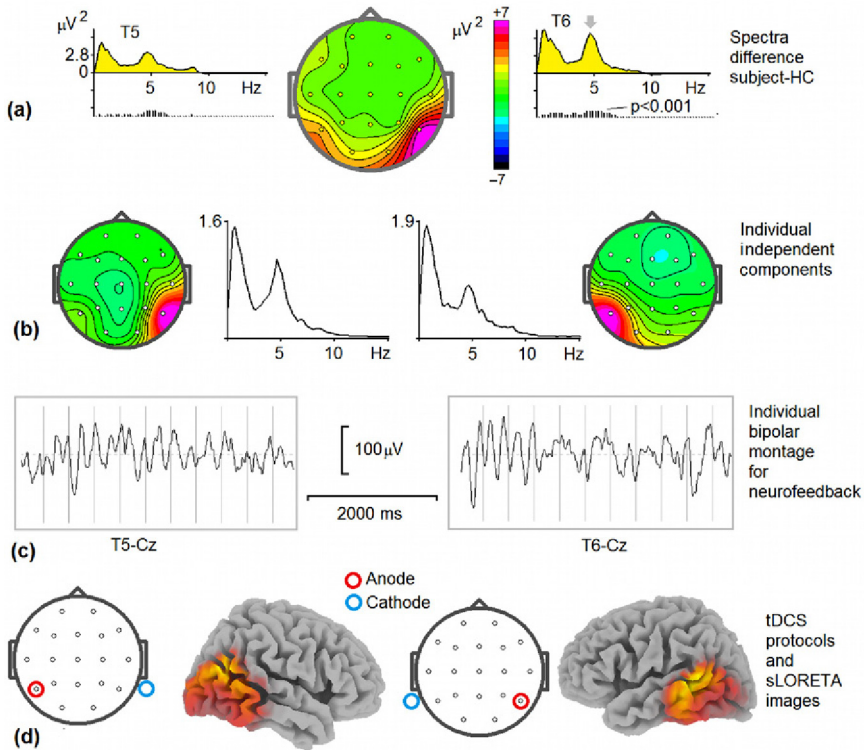 μV²
T5
2.8
0
5
10
Hz
μV²
+7
−7
T6
5
10
Hz
p<0.001
Spectra
difference
subject-HC
(a)
1.6
5
10
Hz
1.9
5
10
Hz
Individual
independent
components
(b)
100μV
2000 ms
Individual
bipolar
montage
for
neurofeedback
(c)
T5-Cz
T6-Cz
Anode
Cathode
tDCS
protocols
and
sLORETA
images
(d)